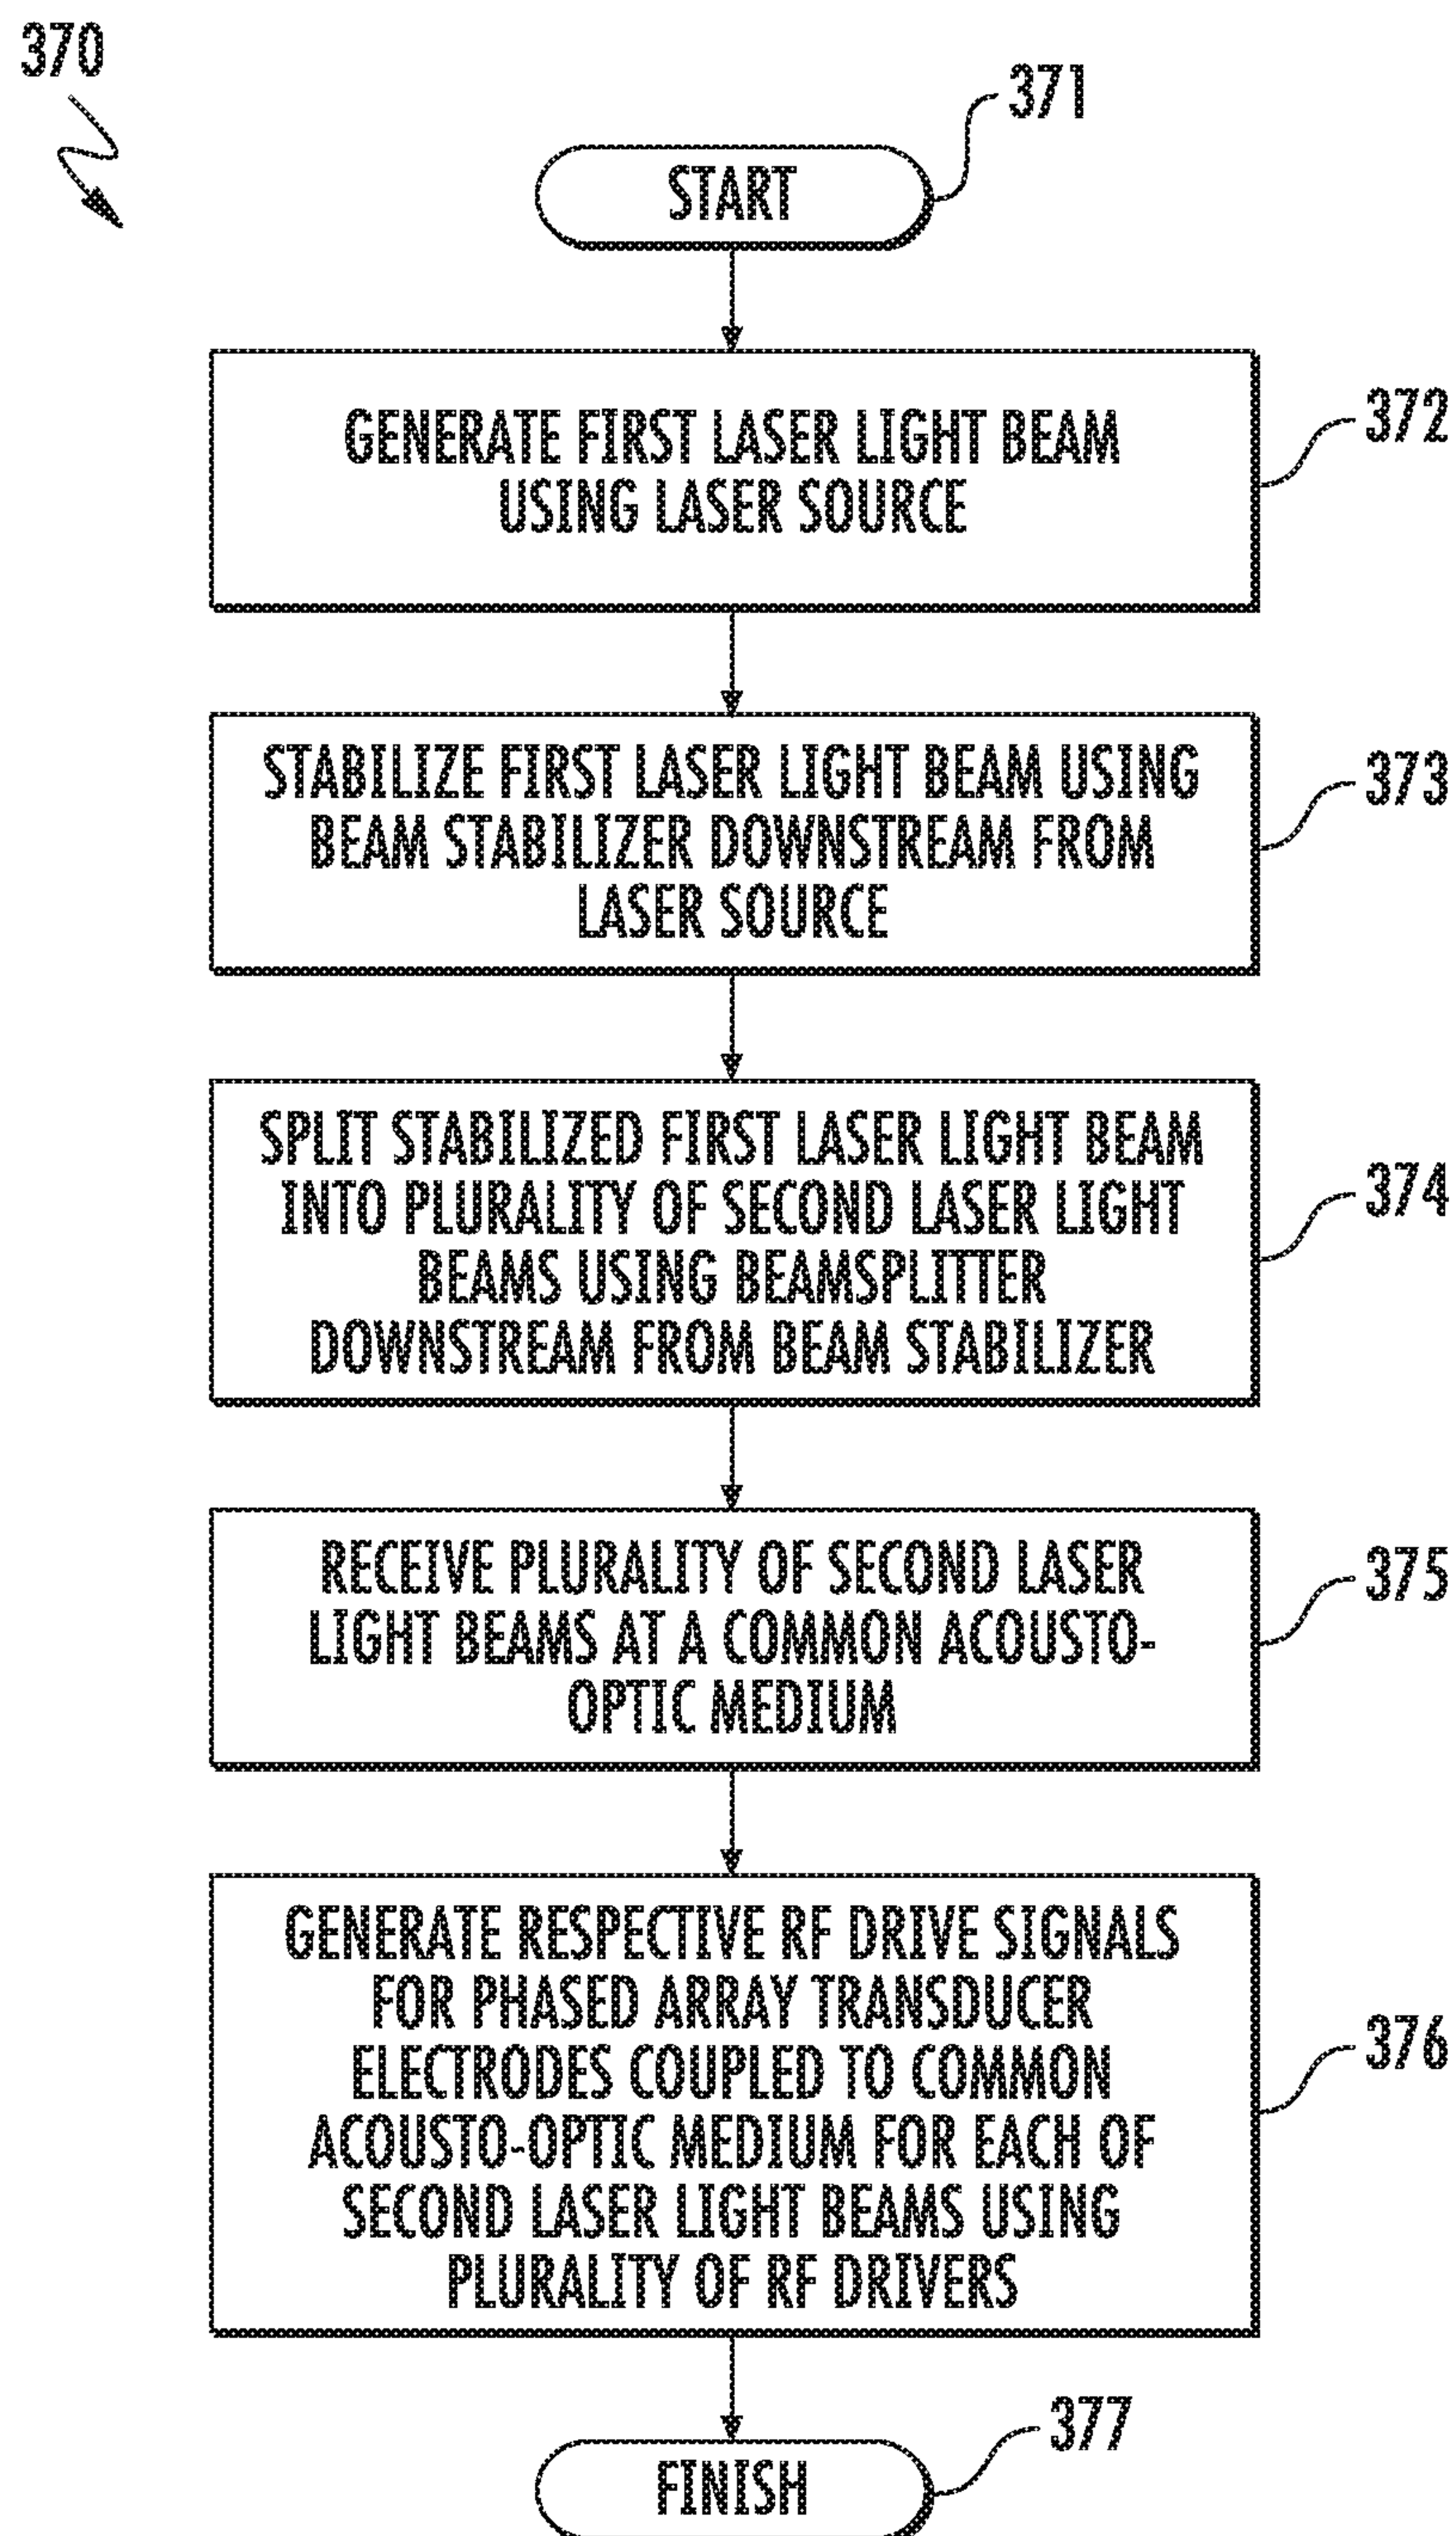 370
371
START
GENERATE FIRST LASER LIGHT BEAM
USING LASER SOURCE
372
STABILIZE FIRST LASER LIGHT BEAM USING
BEAM STABILIZER DOWNSTREAM FROM
LASER SOURCE
373
SPLIT STABILIZED FIRST LASER LIGHT BEAM
INTO PLURALITY OF SECOND LASER LIGHT
BEAMS USING BEAMSPLITTER
DOWNSTREAM FROM BEAM STABILIZER
374
RECEIVE PLURALITY OF SECOND LASER
LIGHT BEAMS AT A COMMON ACOUSTO-
OPTIC MEDIUM
375
GENERATE RESPECTIVE RF DRIVE SIGNALS
FOR PHASED ARRAY TRANSDUCER
ELECTRODES COUPLED TO COMMON
ACOUSTO-OPTIC MEDIUM FOR EACH OF
SECOND LASER LIGHT BEAMS USING
PLURALITY OF RF DRIVERS
376
377
FINISH